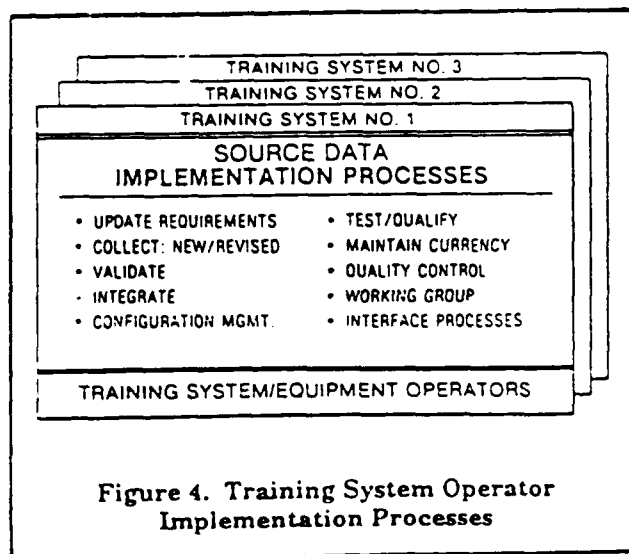 TRAINING SYSTEM NO. 3
TRAINING SYSTEM NO. 2
TRAINING SYSTEM NO. 1
SOURCE DATA
IMPLEMENTATION PROCESSES
• UPDATE REQUIREMENTS
• COLLECT: NEW/REVISED
• VALIDATE
• INTEGRATE
• CONFIGURATION MGMT.
• TEST/QUALIFY
• MAINTAIN CURRENCY
• QUALITY CONTROL
• WORKING GROUP
• INTERFACE PROCESSES
TRAINING SYSTEM/EQUIPMENT OPERATORS
Figure 4. Training System Operator
Implementation Processes